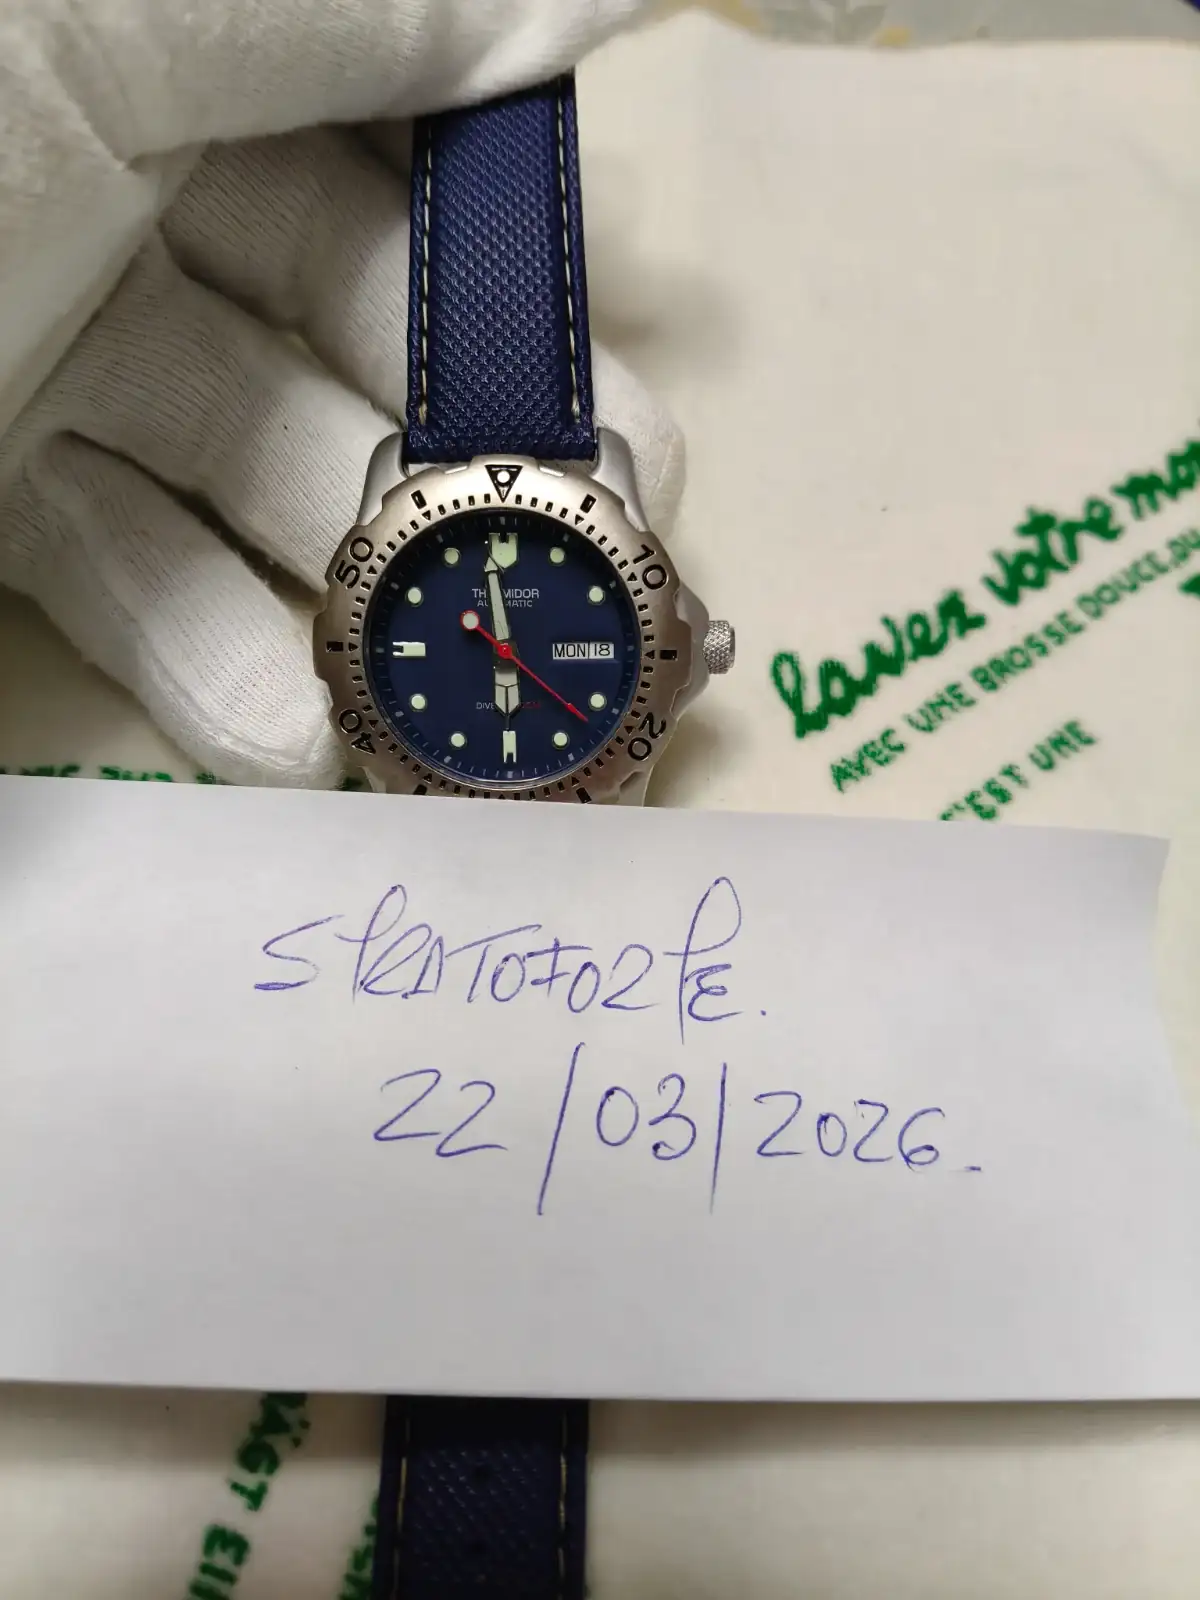 50
10
THERMIDOR
AUTOMATIC
MON 18
40
20
lavez votre
AVEC UNE BROSSE DOUCE,
C'EST UNE
STRATOFORTE.
22/03/2026.